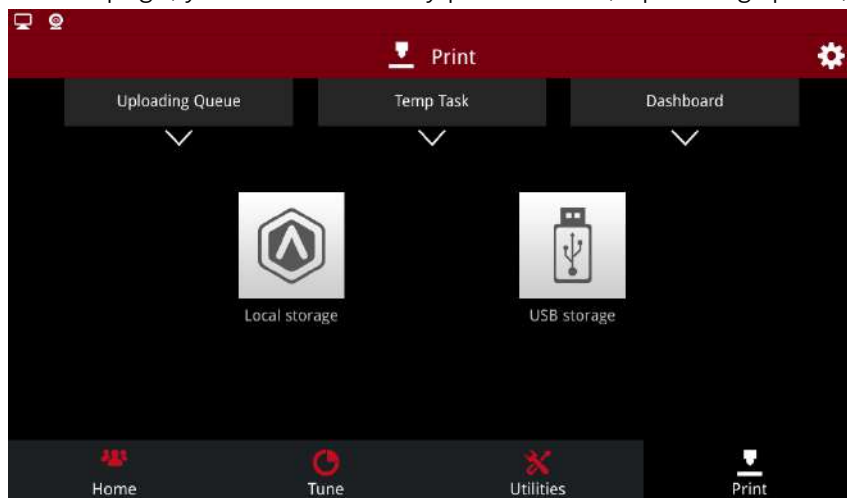 Print
Uploading Queue
Temp Task
Dashboard
Local storage
USB storage
Home
Tune
Utilities
Print